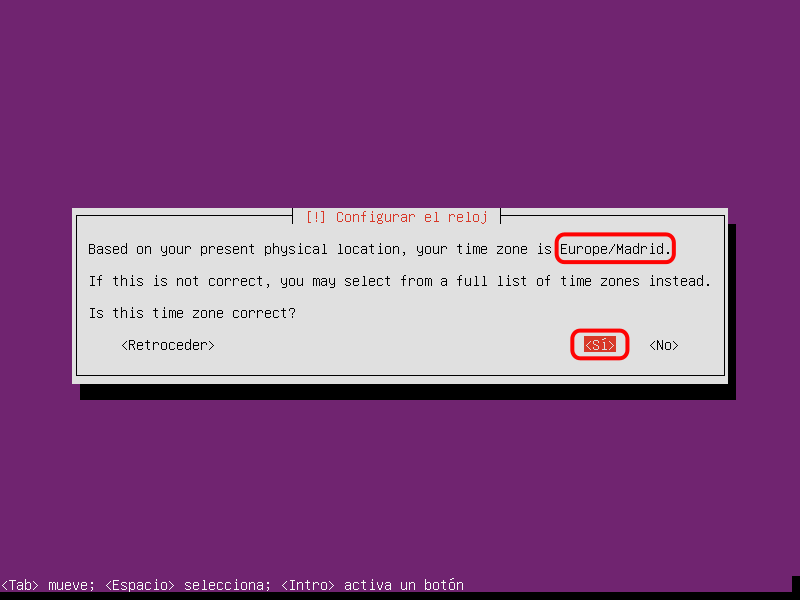 [!] Configurar el reloj
Based on your present physical location, your time zone is Europe/Madrid.
If this is not correct, you may select from a full list of time zones instead.
Is this time zone correct?
<Retroceder> <Sí> <No>
<Tab> mueve; <Espacio> selecciona; <Intro> activa un botón